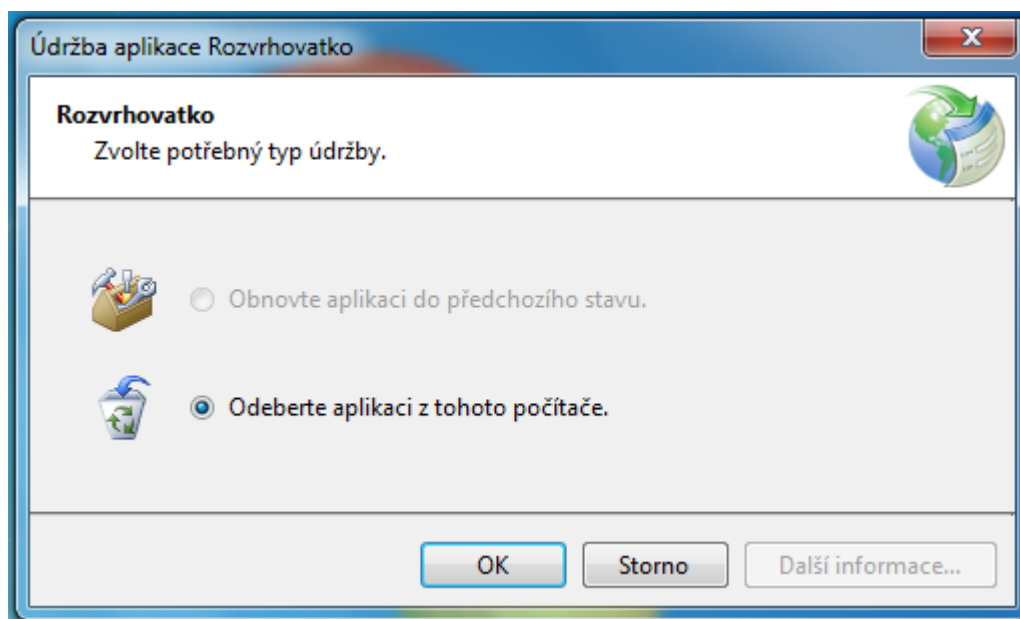 Údržba aplikace Rozvrhovatko
Rozvrhovatko
Zvolte potřebný typ údržby.
Obnovte aplikaci do předchozího stavu.
Odeberte aplikaci z tohoto počítače.
OK
Storno
Další informace...